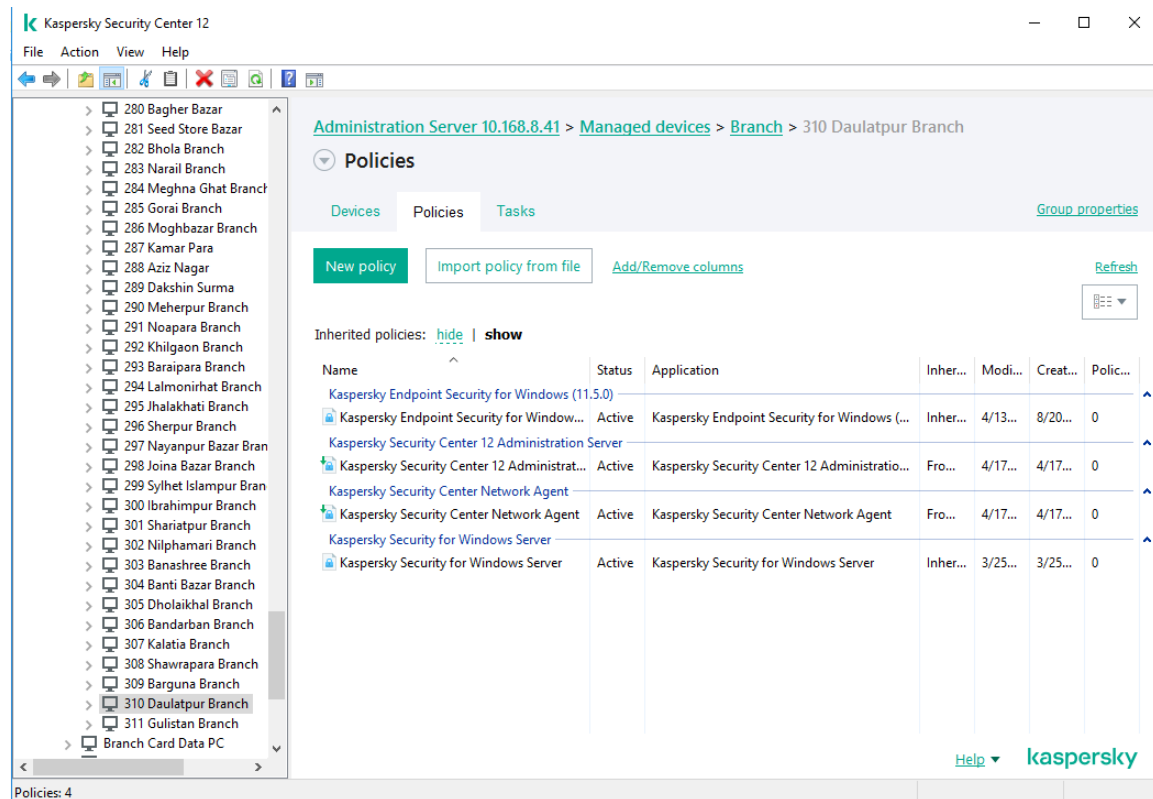 Kaspersky Security Center 12
File Action View Help
280 Bagher Bazar
281 Seed Store Bazar
282 Bhola Branch
283 Narail Branch
284 Meghna Ghat Branch
285 Gorai Branch
286 Moghbazar Branch
287 Kamar Para
288 Aziz Nagar
289 Dakshin Surma
290 Meherpur Branch
291 Noapara Branch
292 Khilgaon Branch
293 Baraipara Branch
294 Lalmonirhat Branch
295 Jhalakhati Branch
296 Sherpur Branch
297 Nayanpur Bazar Bran
298 Joina Bazar Branch
299 Sylhet Islampur Bran
300 Ibrahimpur Branch
301 Shariatpur Branch
302 Nilphamari Branch
303 Banashree Branch
304 Banti Bazar Branch
305 Dholaikhal Branch
306 Bandarban Branch
307 Kalatia Branch
308 Shawrapara Branch
309 Barguna Branch
310 Daulatpur Branch
311 Gulistan Branch
Branch Card Data PC
Administration Server 10.168.8.41 > Managed devices > Branch > 310 Daulatpur Branch
Policies
Devices Policies Tasks Group properties
New policy Import policy from file Add/Remove columns Refresh
Inherited policies: hide | show
Name Status Application Inher... Modi... Creat... Polic...
Kaspersky Endpoint Security for Windows (11.5.0)
Kaspersky Endpoint Security for Window... Active Kaspersky Endpoint Security for Windows (... Inher... 4/13... 8/20... 0
Kaspersky Security Center 12 Administration Server
Kaspersky Security Center 12 Administrat... Active Kaspersky Security Center 12 Administratio... Fro... 4/17... 4/17... 0
Kaspersky Security Center Network Agent
Kaspersky Security Center Network Agent Active Kaspersky Security Center Network Agent Fro... 4/17... 4/17... 0
Kaspersky Security for Windows Server
Kaspersky Security for Windows Server Active Kaspersky Security for Windows Server Inher... 3/25... 3/25... 0
Help kaspersky
Policies: 4